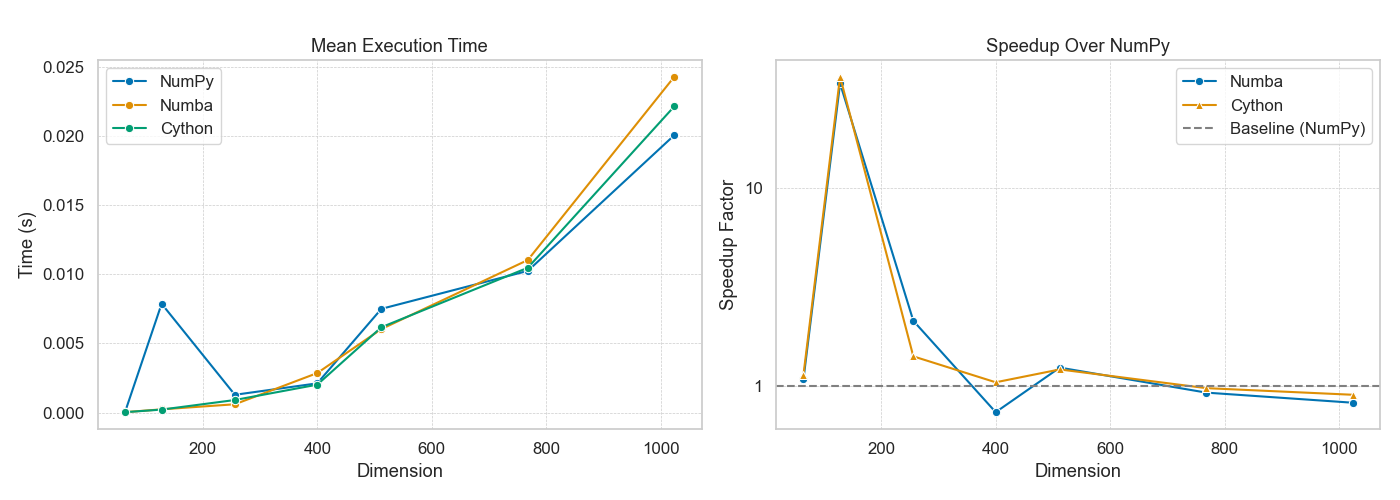 Mean Execution Time
NumPy
Numba
Cython
0.025
0.020
0.015
0.010
0.005
0.000
Time (s)
200
400
600
800
1000
Dimension
Speedup Over NumPy
Numba
Cython
Baseline (NumPy)
10
1
Speedup Factor
200
400
600
800
1000
Dimension